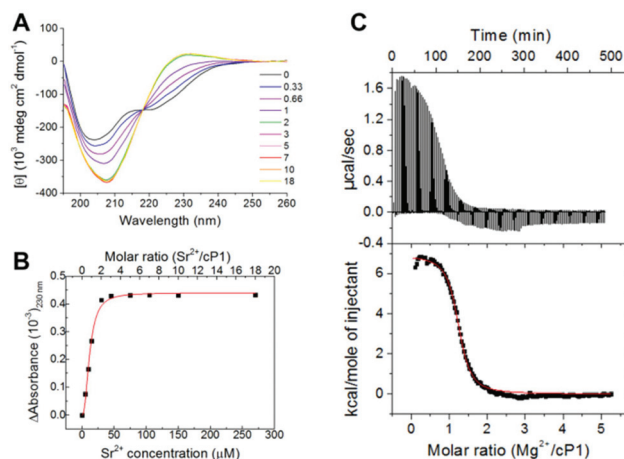 A
[θ] (10³ mdeg cm² dmol⁻¹)
100
0
-100
-200
-300
-400
200 210 220 230 240 250 260
Wavelength (nm)
0
0.33
0.66
1
2
3
5
7
10
18
B
Molar ratio (Sr²⁺/cP1)
0 2 4 6 8 10 12 14 16 18 20
ΔAbsorbance (10⁻³)230 nm
0.5
0.4
0.3
0.2
0.1
0.0
0 50 100 150 200 250 300
Sr²⁺ concentration (μM)
C
Time (min)
0 100 200 300 400 500
μcal/sec
1.6
1.2
0.8
0.4
0.0
-0.4
kcal/mole of injectant
6
4
2
0
0 1 2 3 4 5
Molar ratio (Mg²⁺/cP1)